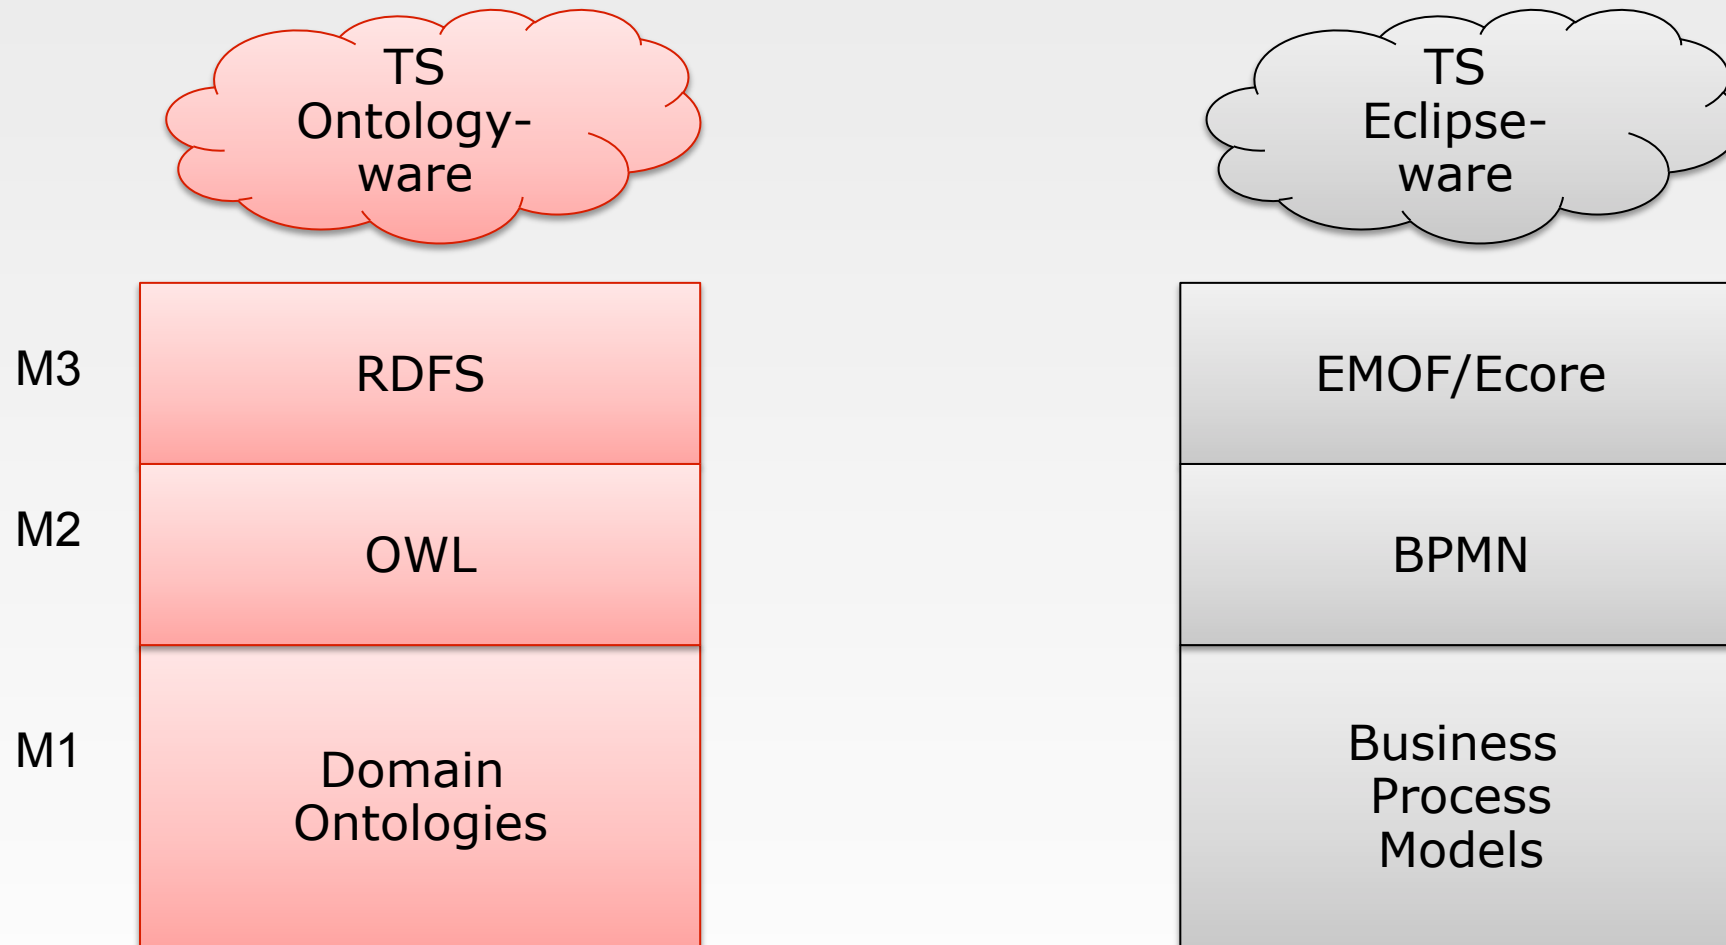 TS
Ontology-
ware
TS
Eclipse-
ware
M3
RDFS
EMOF/Ecore
M2
OWL
BPMN
M1
Domain
Ontologies
Business
Process
Models